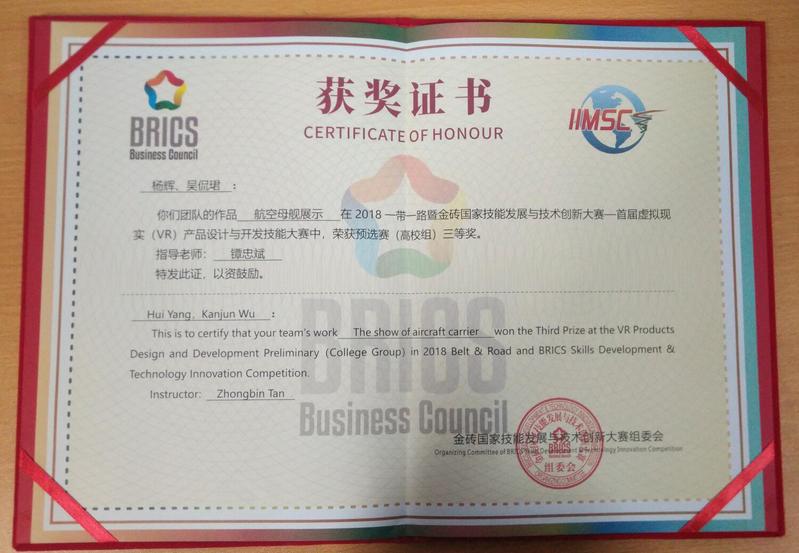 获奖证书
CERTIFICATE OF HONOUR
BRICS
Business Council
IIMSC
杨辉、吴侃珺：
你们团队的作品 航空母舰展示 在 2018 一带一路暨金砖国家技能发展与技术创新大赛—首届虚拟现
实（VR）产品设计与开发技能大赛中，荣获预选赛（高校组）三等奖。
指导老师： 镡忠斌
特发此证，以资鼓励。
Hui Yang, Kanjun Wu :
This is to certify that your team's work The show of aircraft carrier won the Third Prize at the VR Products
Design and Development Preliminary (College Group) in 2018 Belt & Road and BRICS Skills Development &
Technology Innovation Competition.
Instructor: Zhongbin Tan
BRICS
Business Council
金砖国家技能发展与技术创新大赛组委会
Organizing Committee of BRICS Skills Development & Technology Innovation Competition
BRICS
组委会